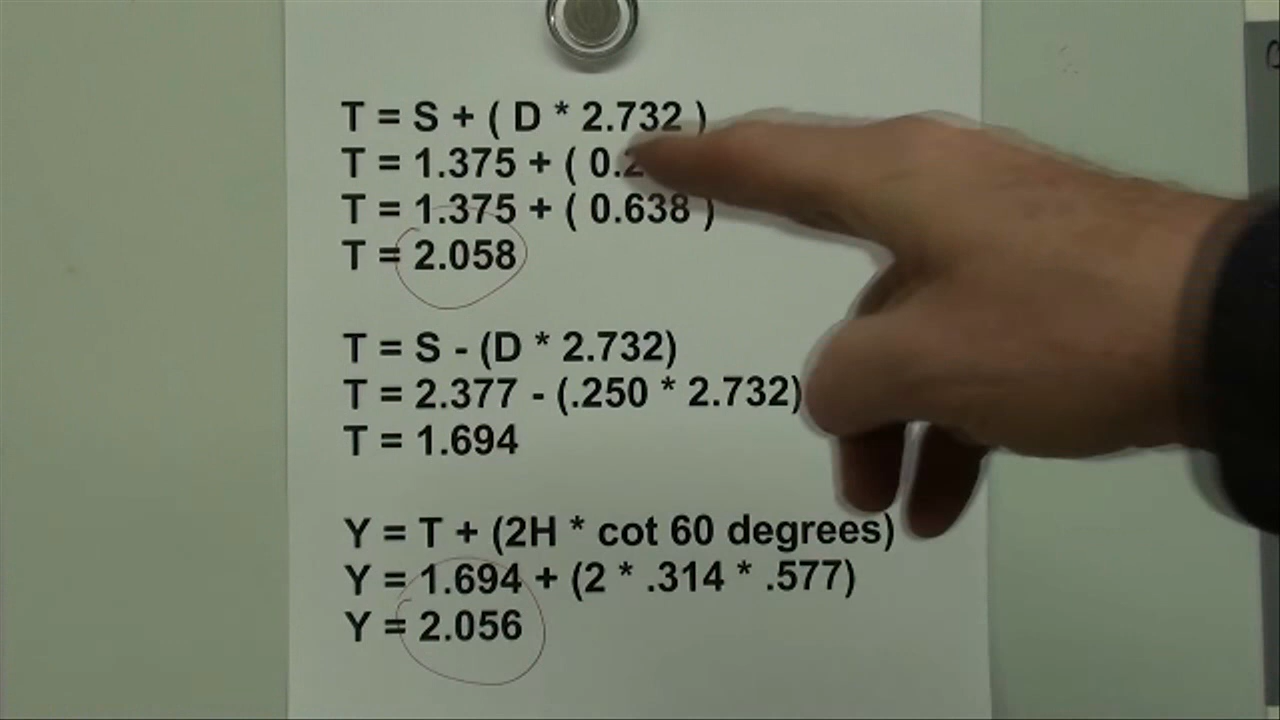 T = S + ( D * 2.732 )
T = 1.375 + ( 0.2
T = 1.375 + ( 0.638 )
T = 2.058
T = S - (D * 2.732)
T = 2.377 - (.250 * 2.732)
T = 1.694
Y = T + (2H * cot 60 degrees)
Y = 1.694 + (2 * .314 * .577)
Y = 2.056